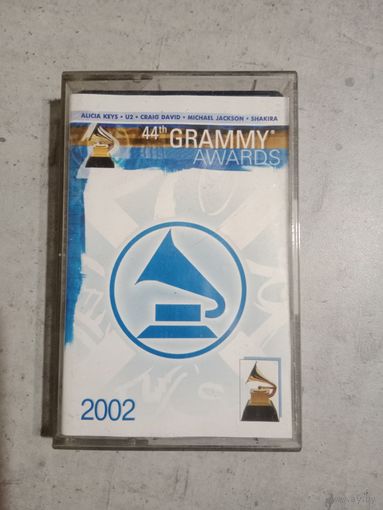 ALICIA KEYS • U2 • CRAIG DAVID • MICHAEL JACKSON • SHAKIRA
44th GRAMMY®
AWARDS
2002